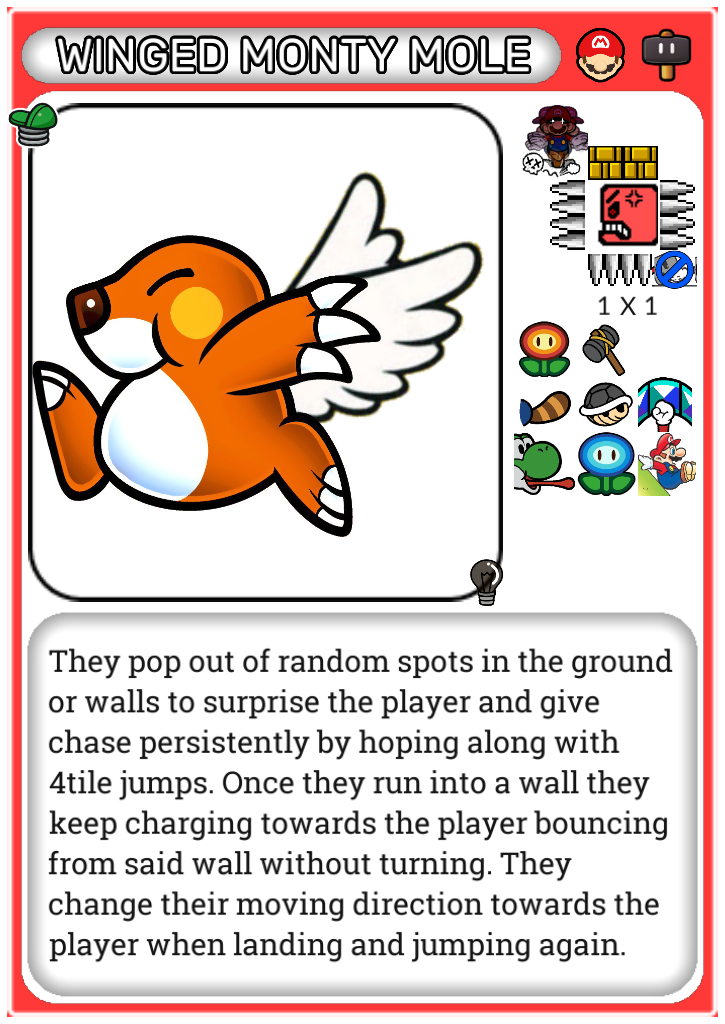 WINGED MONTY MOLE
1 X 1
They pop out of random spots in the ground
or walls to surprise the player and give
chase persistently by hoping along with
4tile jumps. Once they run into a wall they
keep charging towards the player bouncing
from said wall without turning. They
change their moving direction towards the
player when landing and jumping again.